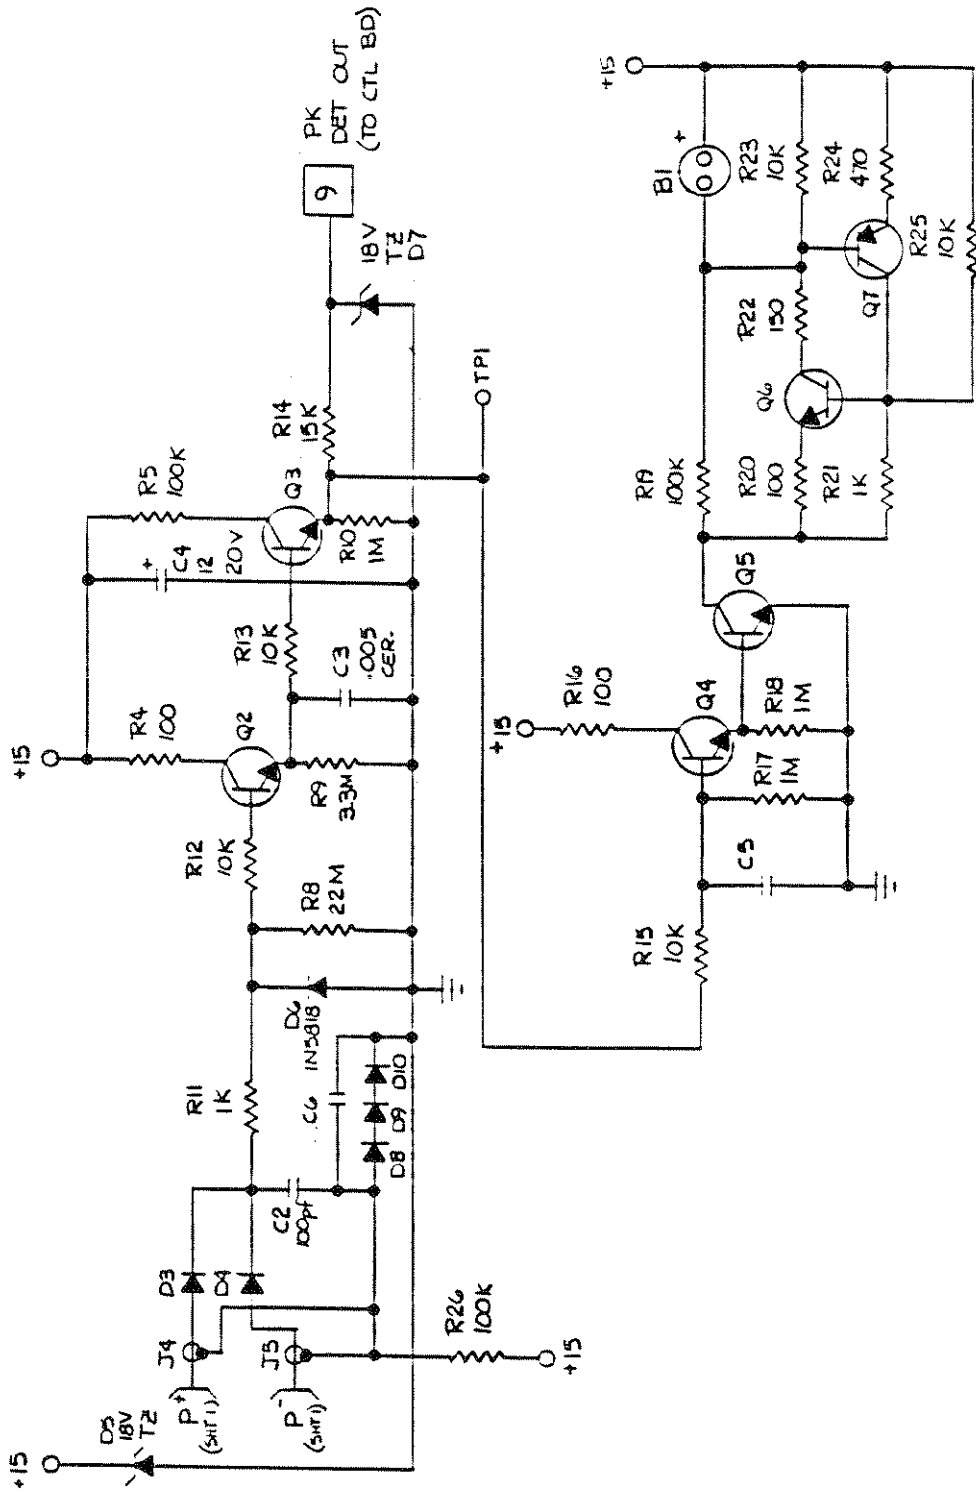 +15
D5
18V
TZ
P+
(SHT 1)
J4
D3
P-
(SHT 1)
J5
D4
R26
100K
+15
C2
100pf
D8
D9
D10
C6
R11
1K
D6
1N5818
R8
22M
R12
10K
+15
R4
100
Q2
R9
3.3M
R13
10K
C3
.005
CER.
+
C4
12
20V
R5
100K
Q3
R10
1M
R14
15K
18V
TZ
D7
9
PK
DET OUT
(TO CTL BD)
TP1
R15
10K
C5
+15
R16
100
Q4
R17
1M
R18
1M
Q5
R19
100K
R20
100
R21
1K
Q6
R22
150
Q7
B1
+
R23
10K
R24
470
R25
10K
+15